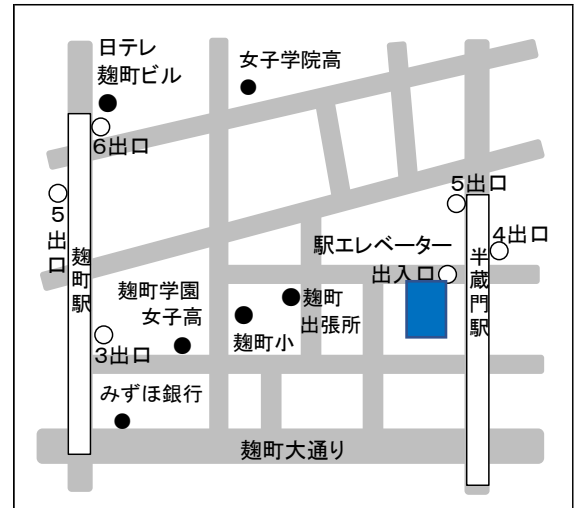 日テレ
麹町ビル
女子学院高
6出口
5出口
5出口
4出口
麹町駅
半蔵門駅
駅エレベーター
出入口
麹町学園
女子高
麹町
出張所
麹町小
3出口
みずほ銀行
麹町大通り